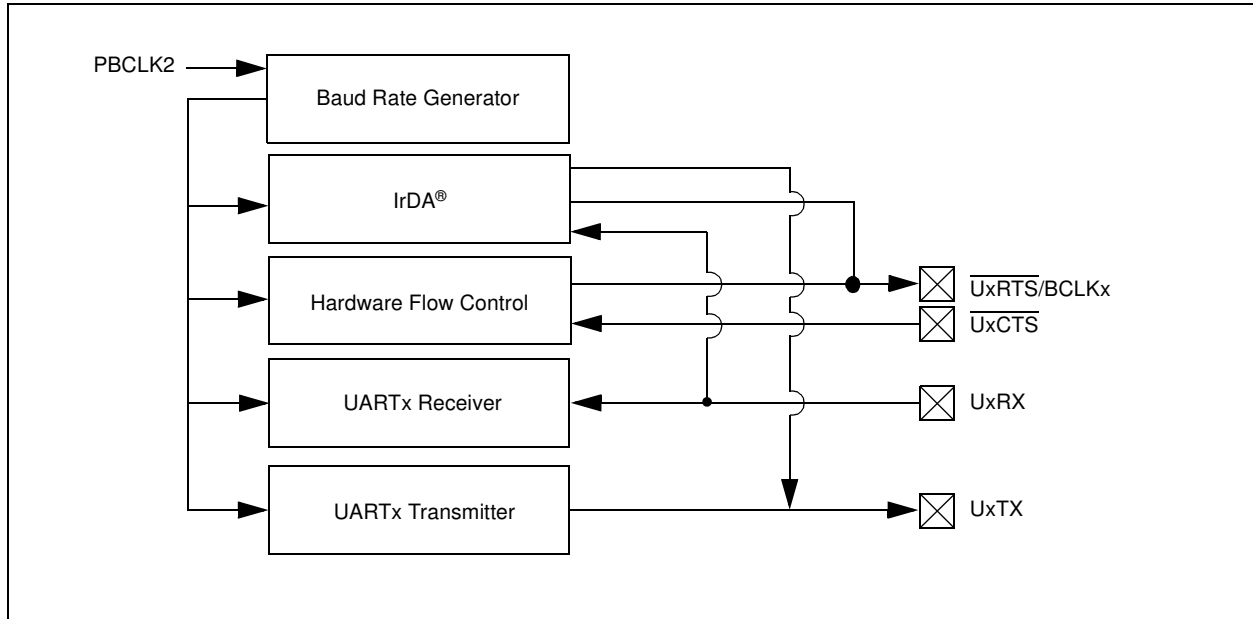 PBCLK2
Baud Rate Generator
IrDA®
Hardware Flow Control
UxRTS/BCLKx
UxCTS
UARTx Receiver
UxRX
UARTx Transmitter
UxTX